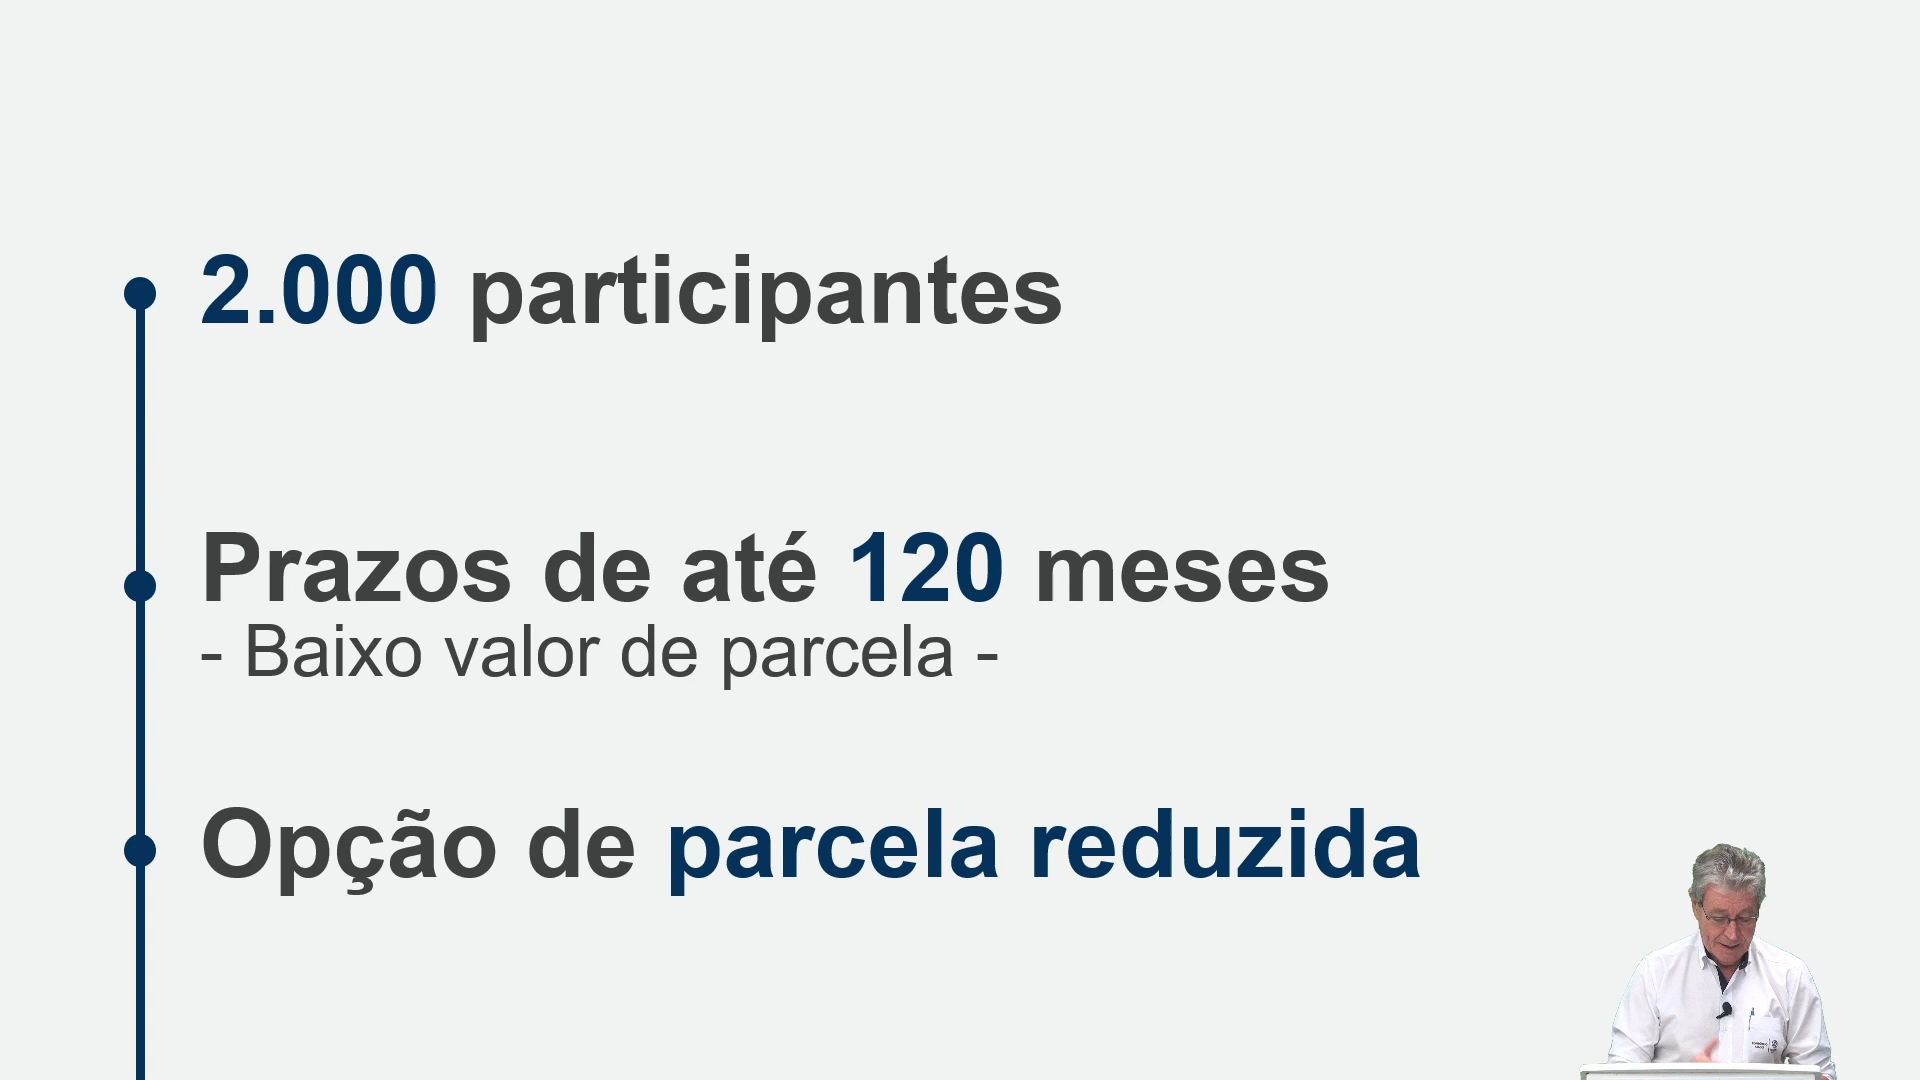 2.000 participantes
Prazos de até 120 meses
- Baixo valor de parcela -
Opção de parcela reduzida